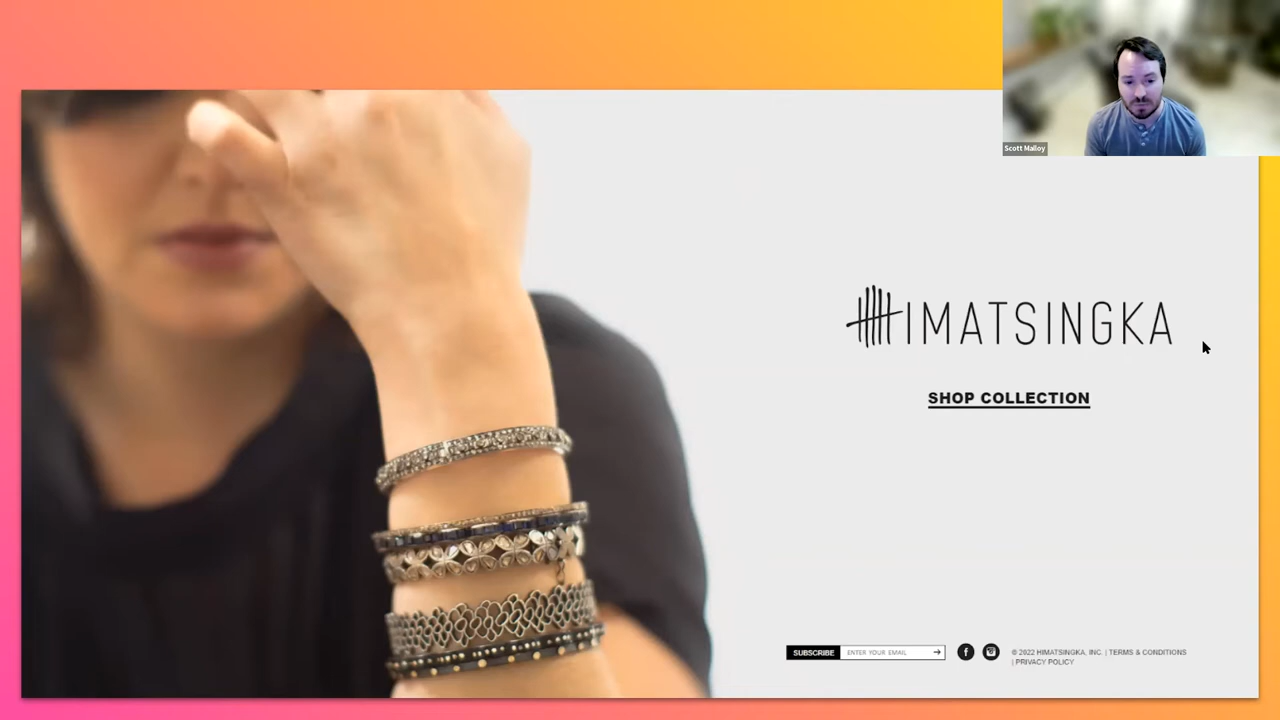 Scott Malloy
HIMATSINGKA
SHOP COLLECTION
SUBSCRIBE ENTER YOUR EMAIL
© 2022 HIMATSINGKA, INC. | TERMS & CONDITIONS
| PRIVACY POLICY